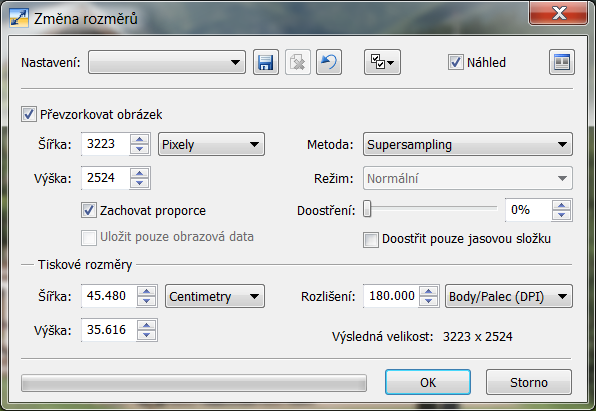 Změna rozměrů
Nastavení:
Náhled
Převzorkovat obrázek
Šířka: 3223 Pixely
Metoda: Supersampling
Výška: 2524
Režim: Normální
Zachovat proporce
Doostření: 0%
Uložit pouze obrazová data
Doostřit pouze jasovou složku
Tiskové rozměry
Šířka: 45.480 Centimetry
Rozlišení: 180.000 Body/Palec (DPI)
Výška: 35.616
Výsledná velikost: 3223 x 2524
OK
Storno